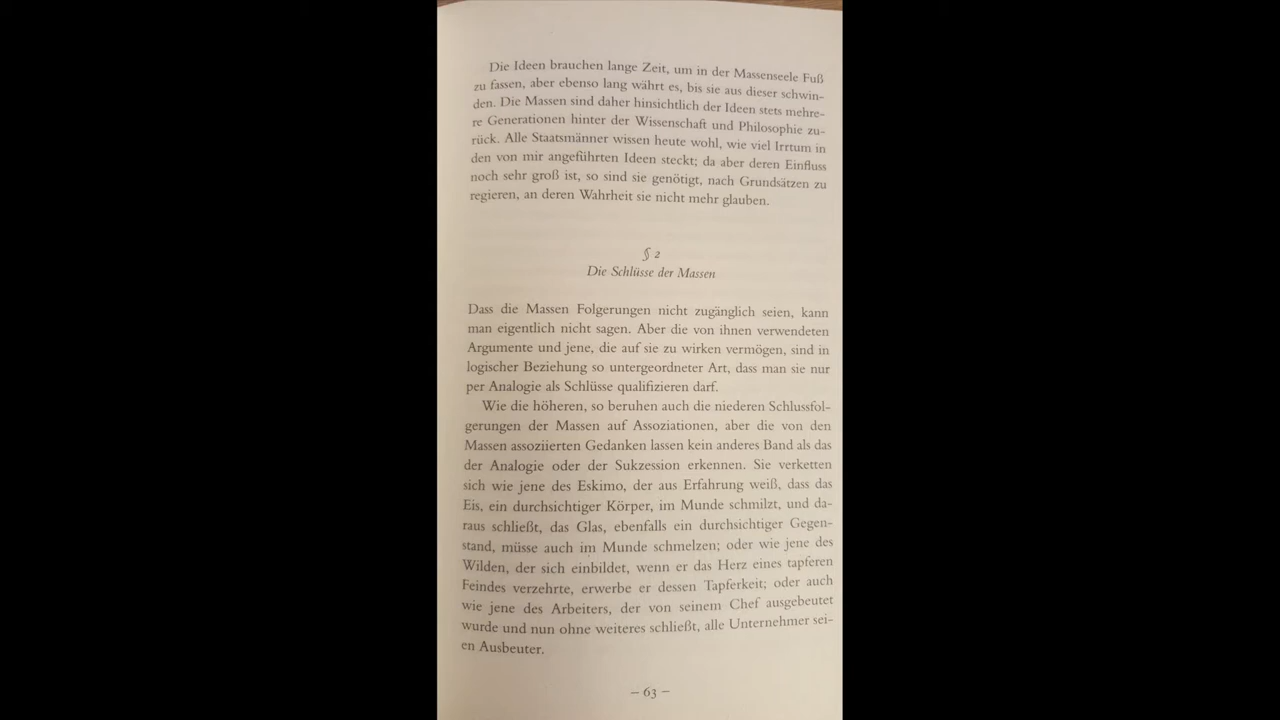 Die Ideen brauchen lange Zeit, um in der Massenseele Fuß
zu fassen, aber ebenso lang währt es, bis sie aus dieser schwin-
den. Die Massen sind daher hinsichtlich der Ideen stets mehre-
re Generationen hinter der Wissenschaft und Philosophie zu-
rück. Alle Staatsmänner wissen heute wohl, wie viel Irrtum in
den von mir angeführten Ideen steckt; da aber deren Einfluss
noch sehr groß ist, so sind sie genötigt, nach Grundsätzen zu
regieren, an deren Wahrheit sie nicht mehr glauben.
§ 2
Die Schlüsse der Massen
Dass die Massen Folgerungen nicht zugänglich seien, kann
man eigentlich nicht sagen. Aber die von ihnen verwendeten
Argumente und jene, die auf sie zu wirken vermögen, sind in
logischer Beziehung so untergeordneter Art, dass man sie nur
per Analogie als Schlüsse qualifizieren darf.
Wie die höheren, so beruhen auch die niederen Schlussfol-
gerungen der Massen auf Assoziationen, aber die von den
Massen assoziierten Gedanken lassen kein anderes Band als das
der Analogie oder der Sukzession erkennen. Sie verketten
sich wie jene des Eskimo, der aus Erfahrung weiß, dass das
Eis, ein durchsichtiger Körper, im Munde schmilzt, und da-
raus schließt, das Glas, ebenfalls ein durchsichtiger Gegen-
stand, müsse auch im Munde schmelzen; oder wie jene des
Wilden, der sich einbildet, wenn er das Herz eines tapferen
Feindes verzehrte, erwerbe er dessen Tapferkeit; oder auch
wie jene des Arbeiters, der von seinem Chef ausgebeutet
wurde und nun ohne weiteres schließt, alle Unternehmer sei-
en Ausbeuter.
– 63 –